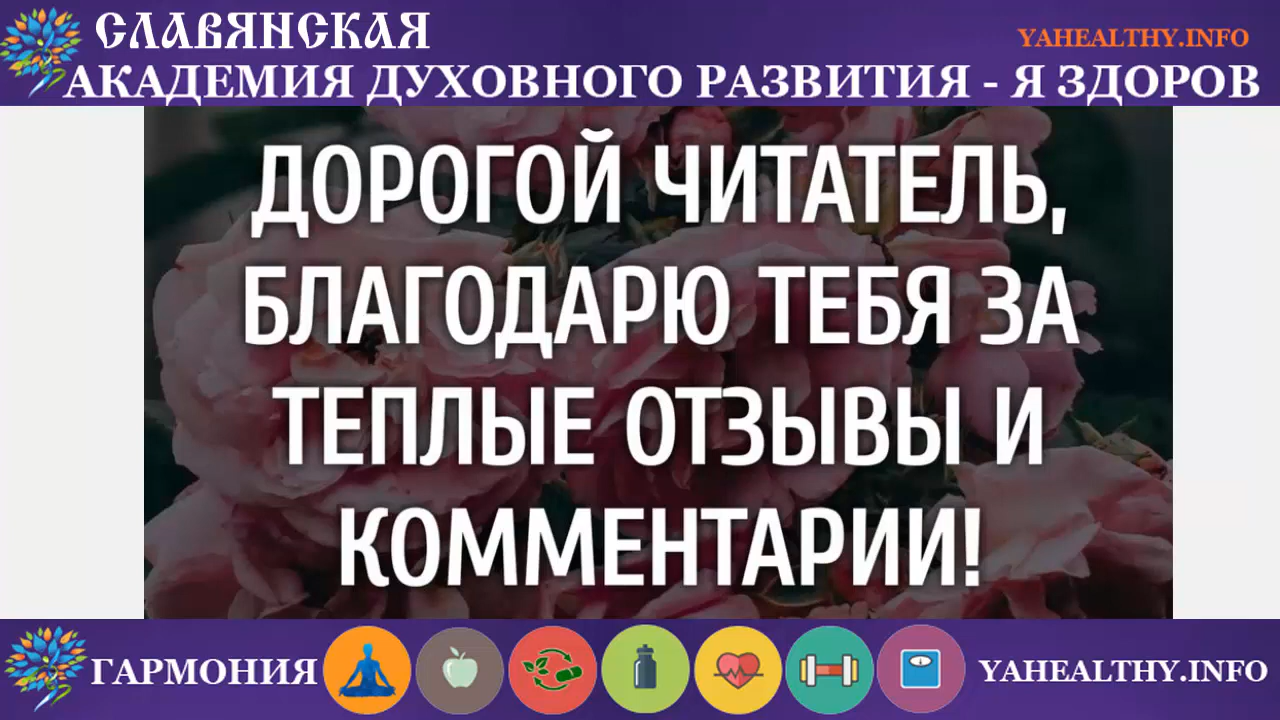 СЛАВЯНСКАЯ
YAHEALTHY.INFO
АКАДЕМИЯ ДУХОВНОГО РАЗВИТИЯ - Я ЗДОРОВ
ДОРОГОЙ ЧИТАТЕЛЬ,
БЛАГОДАРЮ ТЕБЯ ЗА
ТЕПЛЫЕ ОТЗЫВЫ И
КОММЕНТАРИИ!
ГАРМОНИЯ
YAHEALTHY.INFO